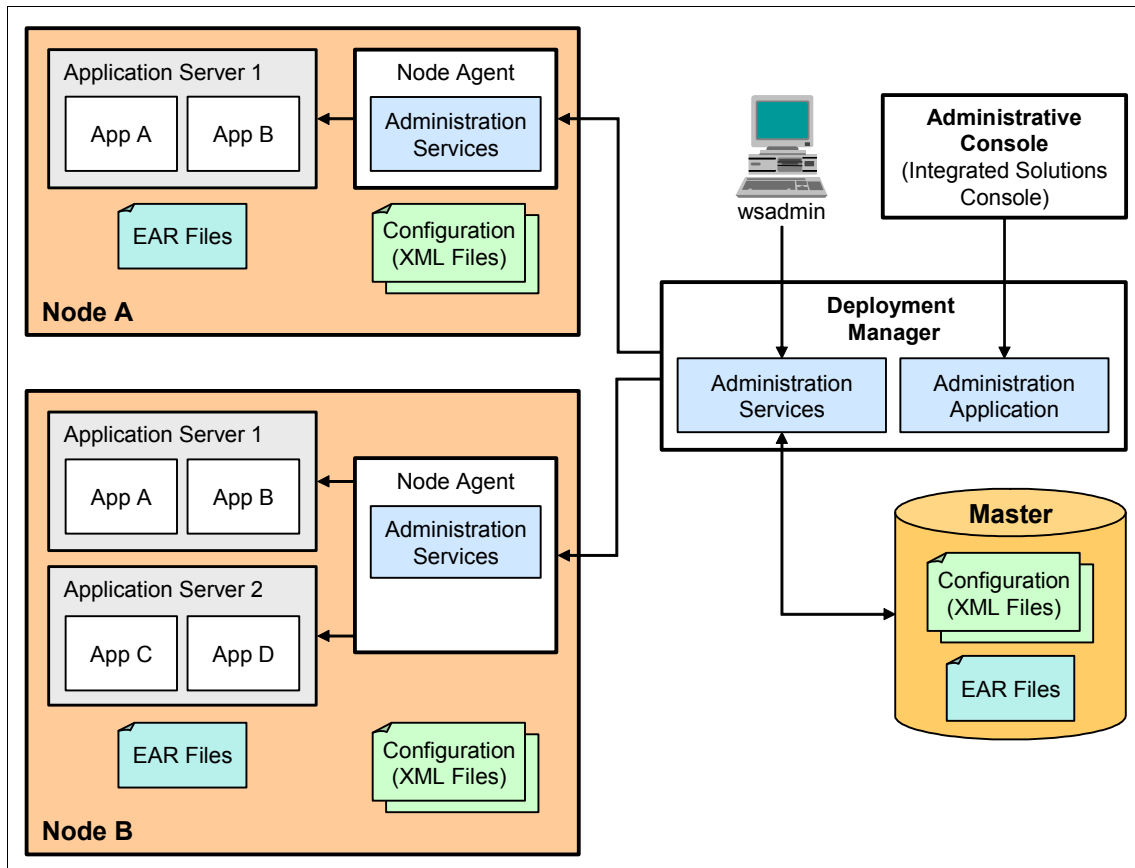 Application Server 1
App A
App B
Node Agent
Administration
Services
EAR Files
Configuration
(XML Files)
Node A
wsadmin
Administrative
Console
(Integrated Solutions
Console)
Deployment
Manager
Administration
Services
Administration
Application
Application Server 1
App A
App B
Node Agent
Administration
Services
Application Server 2
App C
App D
EAR Files
Configuration
(XML Files)
Node B
Master
Configuration
(XML Files)
EAR Files